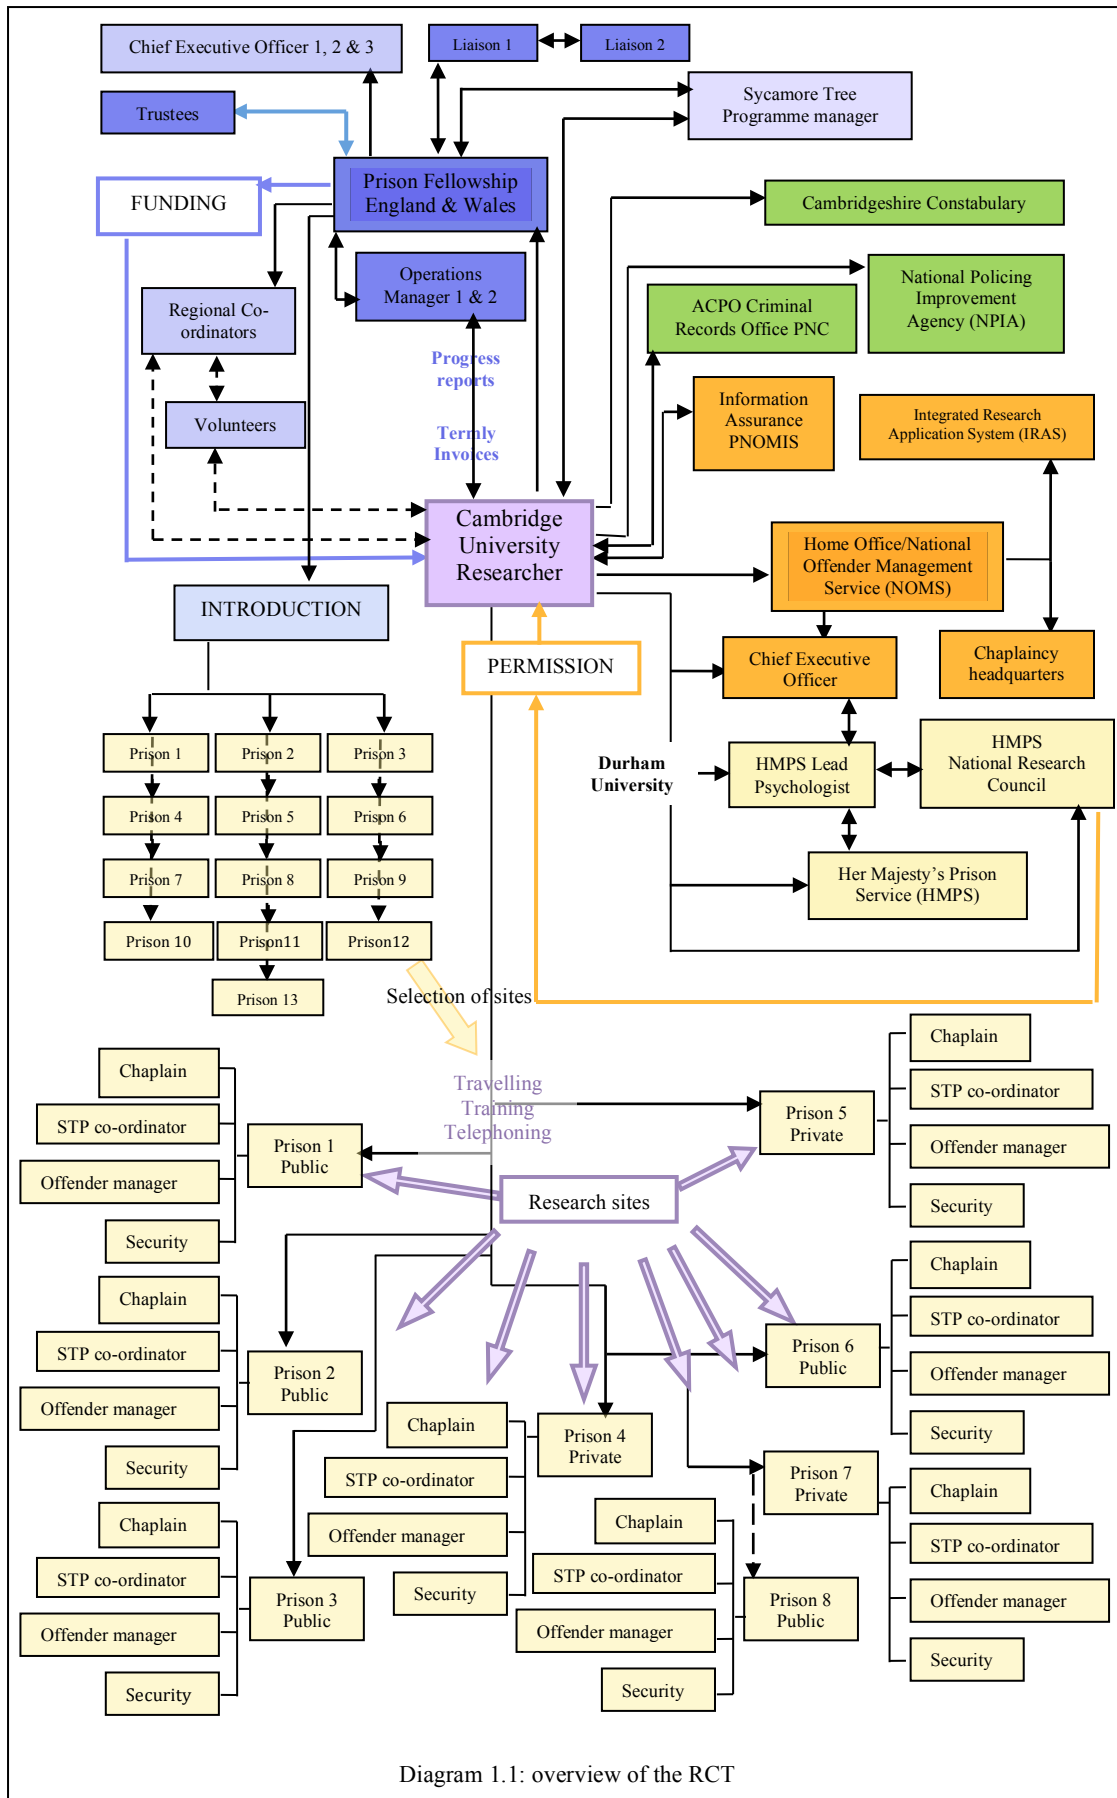 Chief Executive Officer 1, 2 & 3
Liaison 1
Liaison 2
Trustees
Sycamore Tree
Programme manager
FUNDING
Prison Fellowship
England & Wales
Cambridgeshire Constabulary
Operations
Manager 1 & 2
National Policing
Improvement
Agency (NPIA)
ACPO Criminal
Records Office PNC
Regional Co-
ordinators
Progress
reports
Volunteers
Termly
Invoices
Information
Assurance
PNOMIS
Integrated Research
Application System (IRAS)
Cambridge
University
Researcher
Home Office/National
Offender Management
Service (NOMS)
INTRODUCTION
PERMISSION
Chief Executive
Officer
Chaplaincy
headquarters
Prison 1
Prison 2
Prison 3
Durham
University
HMPS Lead
Psychologist
HMPS
National Research
Council
Prison 4
Prison 5
Prison 6
Prison 7
Prison 8
Prison 9
Her Majesty’s Prison
Service (HMPS)
Prison 10
Prison11
Prison12
Prison 13
Selection of sites
Travelling
Training
Telephoning
Chaplain
STP co-ordinator
Offender manager
Security
Prison 1
Public
Prison 5
Private
Chaplain
STP co-ordinator
Offender manager
Security
Research sites
Chaplain
STP co-ordinator
Offender manager
Security
Prison 2
Public
Prison 6
Public
Chaplain
STP co-ordinator
Offender manager
Security
Chaplain
STP co-ordinator
Offender manager
Security
Prison 4
Private
Prison 7
Private
Chaplain
STP co-ordinator
Offender manager
Security
Chaplain
STP co-ordinator
Offender manager
Security
Prison 3
Public
Chaplain
STP co-ordinator
Offender manager
Security
Prison 8
Public
Diagram 1.1: overview of the RCT